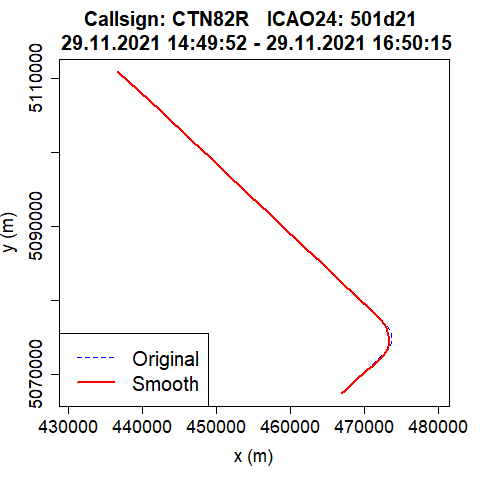 Callsign: CTN82R   ICAO24: 501d21
29.11.2021 14:49:52 - 29.11.2021 16:50:15
y (m)
5110000
5090000
5070000
Original
Smooth
430000 440000 450000 460000 470000 480000
x (m)